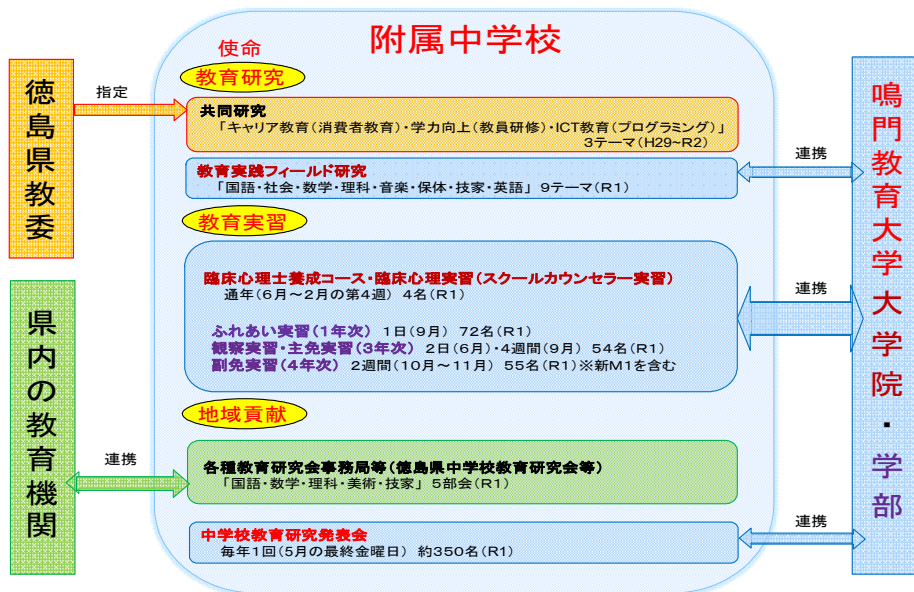 附属中学校
使命
教育研究
徳島県教委
指定
共同研究
「キャリア教育(消費者教育)・学力向上(教員研修)・ICT教育(プログラミング)」
3テーマ(H29~R2)
教育実践フィールド研究
「国語・社会・数学・理科・音楽・保体・技家・英語」 9テーマ(R1)
連携
鳴門教育大学大学院・学部
教育実習
臨床心理士養成コース・臨床心理実習(スクールカウンセラー実習)
通年(6月~2月の第4週) 4名(R1)
連携
ふれあい実習(1年次) 1日(9月) 72名(R1)
観察実習・主免実習(3年次) 2日(6月)・4週間(9月) 54名(R1)
副免実習(4年次) 2週間(10月~11月) 55名(R1)※新M1を含む
地域貢献
県内の教育機関
連携
各種教育研究会事務局等(徳島県中学校教育研究会等)
「国語・数学・理科・美術・技家」 5部会(R1)
中学校教育研究発表会
毎年1回(5月の最終金曜日) 約350名(R1)
連携